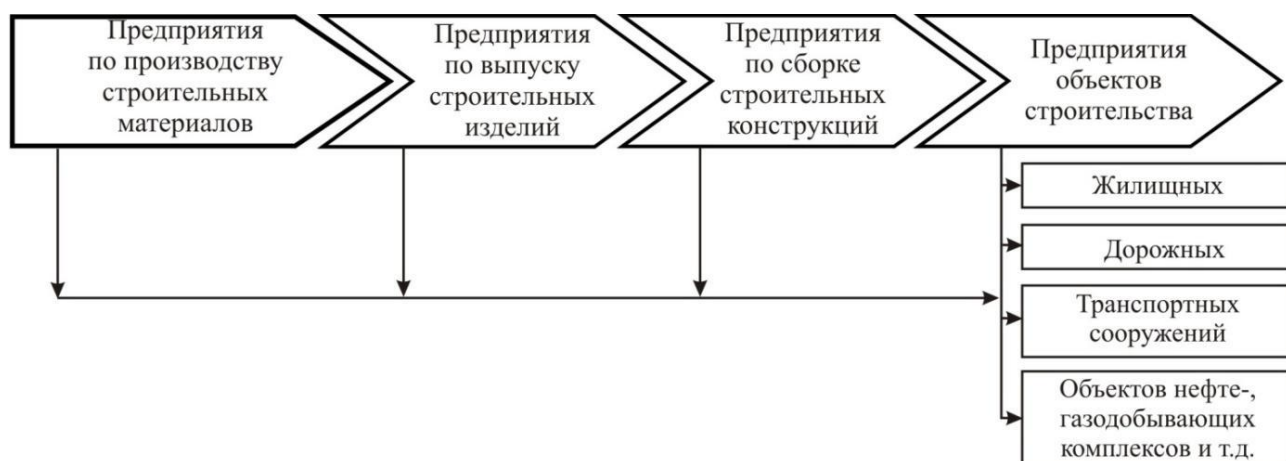 Предприятия
по производству
строительных
материалов
Предприятия
по выпуску
строительных
изделий
Предприятия
по сборке
строительных
конструкций
Предприятия
объектов
строительства
Жилищных
Дорожных
Транспортных
сооружений
Объектов нефте-,
газодобывающих
комплексов и т.д.